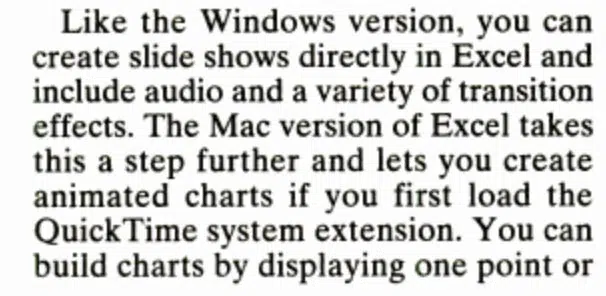 Like the Windows version, you can
create slide shows directly in Excel and
include audio and a variety of transition
effects. The Mac version of Excel takes
this a step further and lets you create
animated charts if you first load the
QuickTime system extension. You can
build charts by displaying one point or